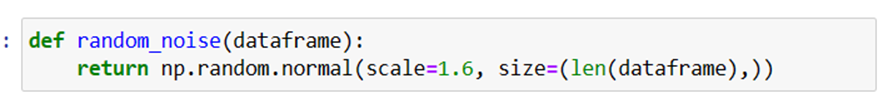 : def random_noise(dataframe):
    return np.random.normal(scale=1.6, size=(len(dataframe),))